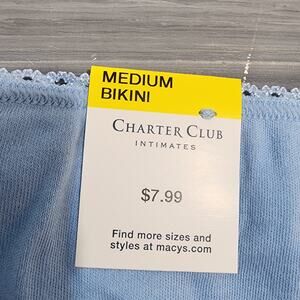 MEDIUM
BIKINI
CHARTER CLUB
INTIMATES
$7.99
Find more sizes and
styles at macys.com